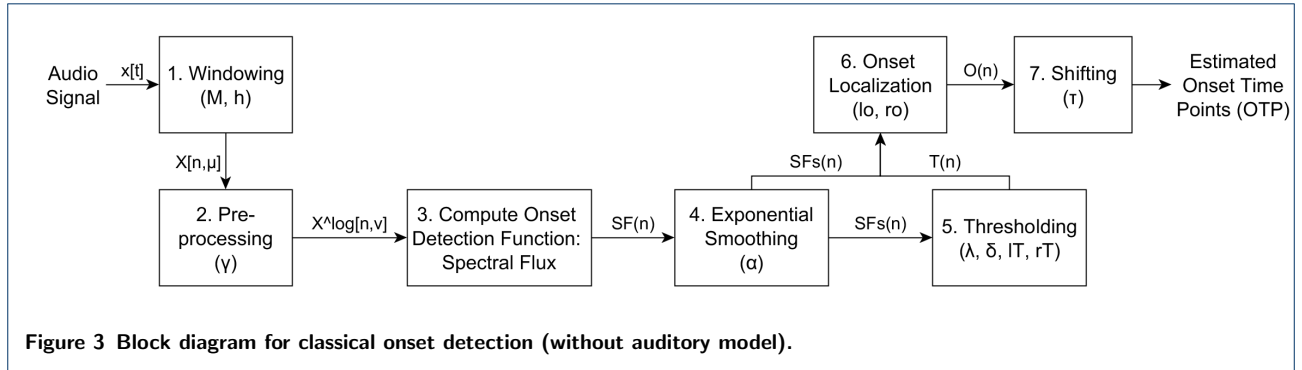 Audio
Signal
x[t]
1. Windowing
(M, h)
X[n,μ]
2. Pre-
processing
(γ)
X^log[n,v]
3. Compute Onset
Detection Function:
Spectral Flux
SF(n)
4. Exponential
Smoothing
(α)
SFs(n)
5. Thresholding
(λ, δ, lT, rT)
SFs(n)
T(n)
6. Onset
Localization
(lo, ro)
O(n)
7. Shifting
(τ)
Estimated
Onset Time
Points (OTP)
Figure 3 Block diagram for classical onset detection (without auditory model).